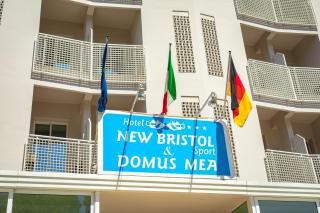 Hotel
NEW BRISTOL
Sport
&
DOMUS MEA